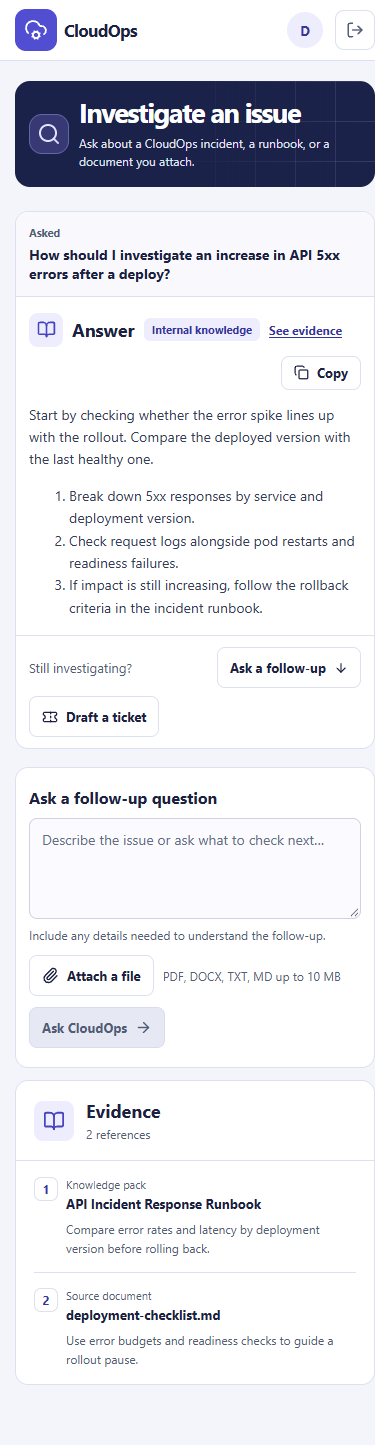 CloudOps
D
Investigate an issue
Ask about a CloudOps incident, a runbook, or a
document you attach.
Asked
How should I investigate an increase in API 5xx
errors after a deploy?
Answer
Internal knowledge
See evidence
Copy
Start by checking whether the error spike lines up
with the rollout. Compare the deployed version with
the last healthy one.
1. Break down 5xx responses by service and
deployment version.
2. Check request logs alongside pod restarts and
readiness failures.
3. If impact is still increasing, follow the rollback
criteria in the incident runbook.
Still investigating?
Ask a follow-up
Draft a ticket
Ask a follow-up question
Describe the issue or ask what to check next...
Include any details needed to understand the follow-up.
Attach a file
PDF, DOCX, TXT, MD up to 10 MB
Ask CloudOps
Evidence
2 references
1
Knowledge pack
API Incident Response Runbook
Compare error rates and latency by deployment
version before rolling back.
2
Source document
deployment-checklist.md
Use error budgets and readiness checks to guide a
rollout pause.